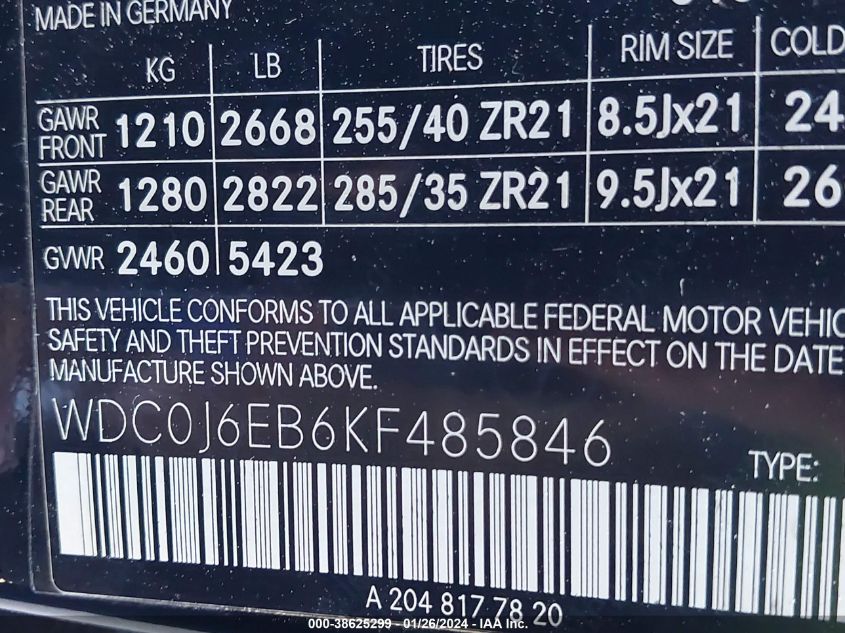 MADE IN GERMANY
KG LB TIRES RIM SIZE COLD
GAWR FRONT 1210 2668 255/40 ZR21 8.5Jx21 24
GAWR REAR 1280 2822 285/35 ZR21 9.5Jx21 26
GVWR 2460 5423
THIS VEHICLE CONFORMS TO ALL APPLICABLE FEDERAL MOTOR VEHIC
SAFETY AND THEFT PREVENTION STANDARDS IN EFFECT ON THE DATE
MANUFACTURE SHOWN ABOVE.
WDC0J6EB6KF485846
TYPE:
A 204 817 78 20
000-38625299 - 01/26/2024 - IAA Inc.